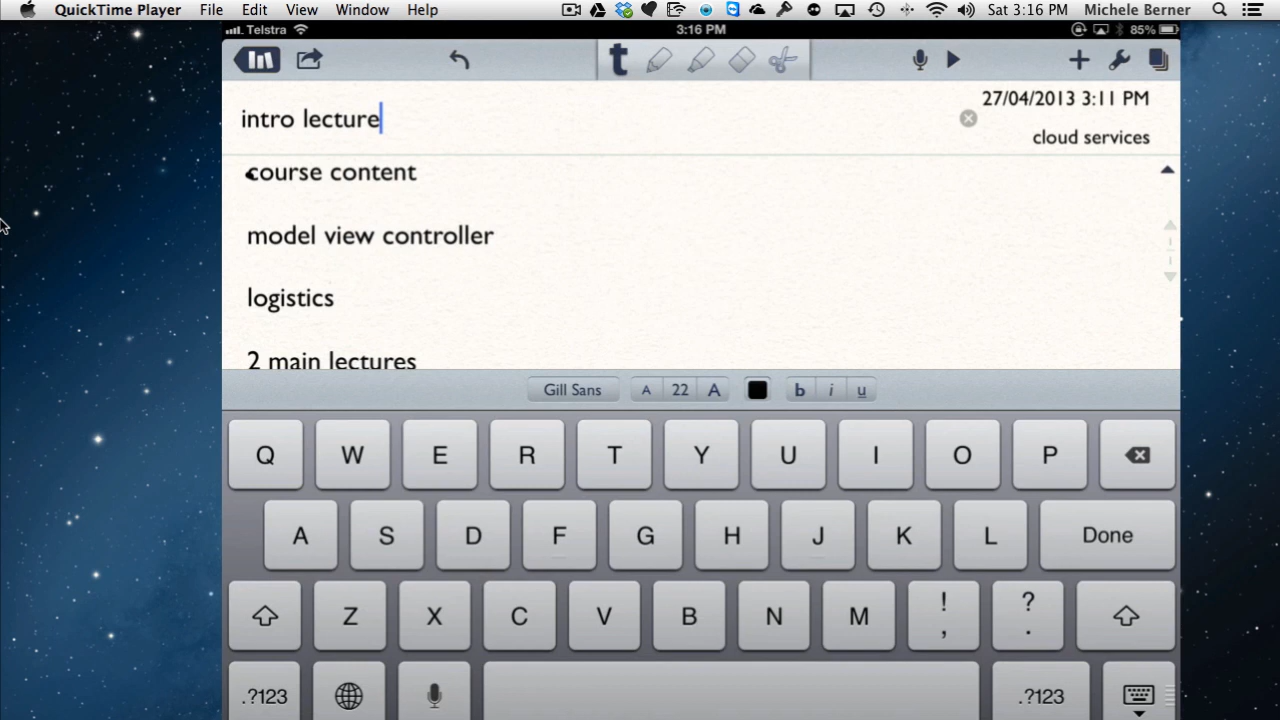 QuickTime Player File Edit View Window Help Sat 3:16 PM Michele Berner
Telstra 3:16 PM 85%
t
intro lecture
27/04/2013 3:11 PM
cloud services
course content
model view controller
logistics
2 main lectures
Gill Sans A 22 A b i u
Q W E R T Y U I O P
A S D F G H J K L Done
Z X C V B N M ! , ? .
.?123 .?123